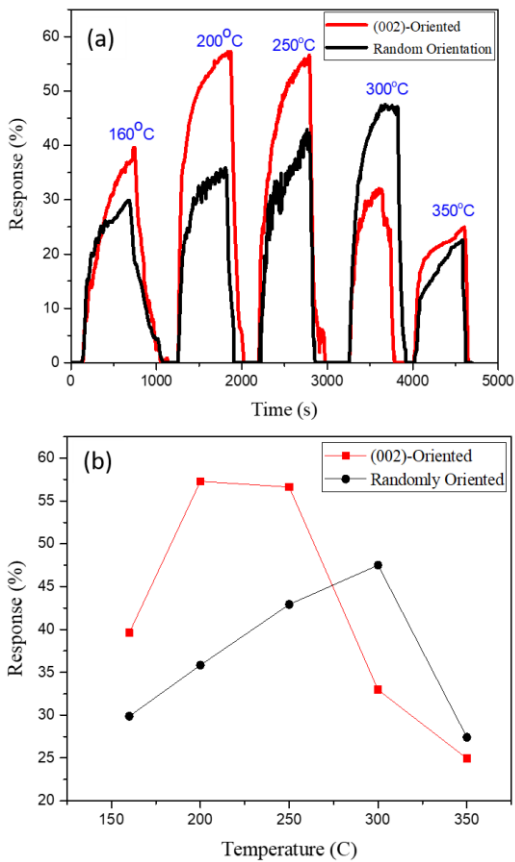 (a)
(002)-Oriented
Random Orientation
160°C
200°C
250°C
300°C
350°C
60
50
40
30
20
10
0
Response (%)
0 1000 2000 3000 4000 5000
Time (s)
(b)
(002)-Oriented
Randomly Oriented
60
55
50
45
40
35
30
25
20
Response (%)
150 200 250 300 350
Temperature (C)